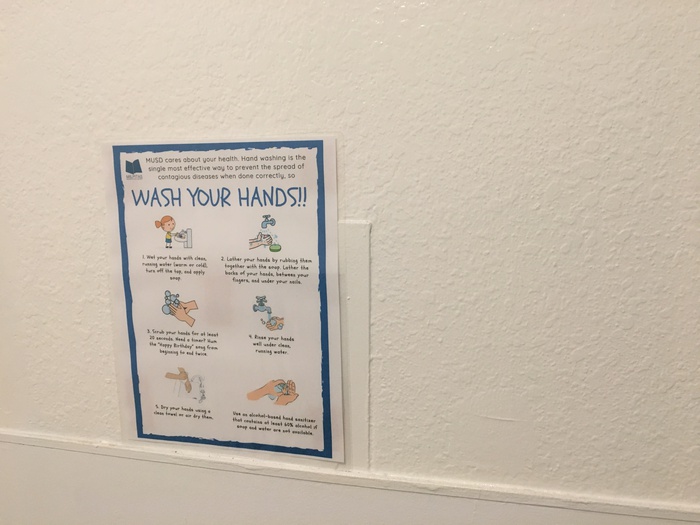 MUSD cares about your health. Hand washing is the
single most effective way to prevent the spread of
contagious diseases when done correctly, so
WASH YOUR HANDS!!
1. Wet your hands with clean,
running water (warm or cold),
turn off the tap, and apply
soap.
2. Lather your hands by rubbing them
together with the soap. Lather the
backs of your hands, between your
fingers, and under your nails.
3. Scrub your hands for at least
20 seconds. Need a timer? Hum
the "Happy Birthday" song from
beginning to end twice.
4. Rinse your hands
well under clean,
running water.
5. Dry your hands using a
clean towel or air dry them.
Use an alcohol-based hand sanitizer
that contains at least 60% alcohol if
soap and water are not available.